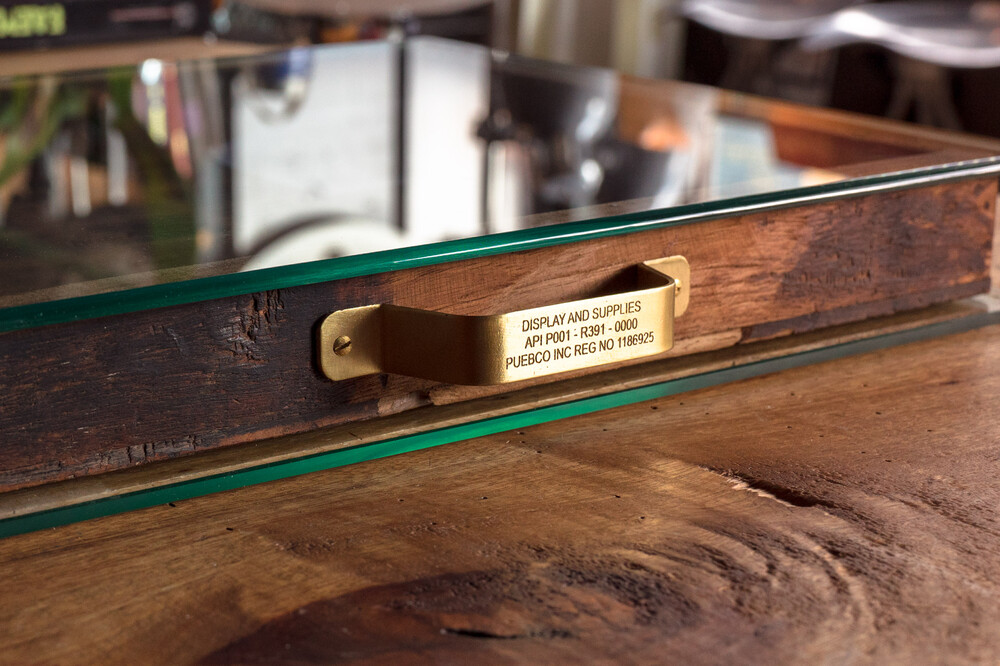 DISPLAY AND SUPPLIES
API P001 - R391 - 0000
PUEBCO INC REG NO 1186925